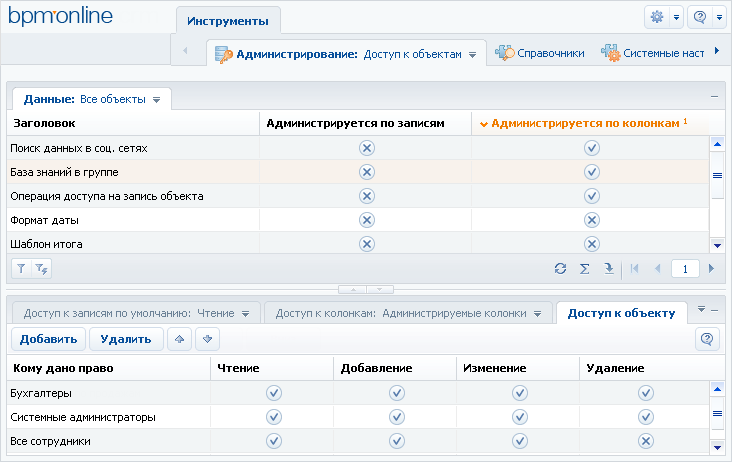 bpmonline
Инструменты
Администрирование: Доступ к объектам
Справочники
Системные наст
Данные: Все объекты
Заголовок
Администрируется по записям
Администрируется по колонкам 1
Поиск данных в соц. сетях
База знаний в группе
Операция доступа на запись объекта
Формат даты
Шаблон итога
1
Доступ к записям по умолчанию: Чтение
Доступ к колонкам: Администрируемые колонки
Доступ к объекту
Добавить
Удалить
Кому дано право
Чтение
Добавление
Изменение
Удаление
Бухгалтеры
Системные администраторы
Все сотрудники